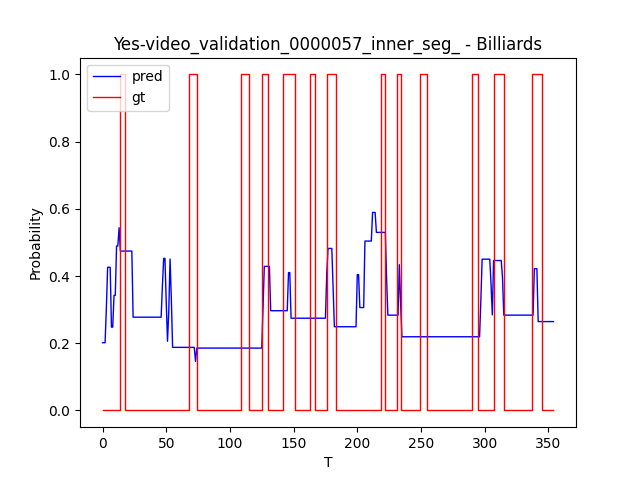 Yes-video_validation_0000057_inner_seg_ - Billiards
pred
gt
1.0
0.8
0.6
0.4
0.2
0.0
Probability
0 50 100 150 200 250 300 350
T